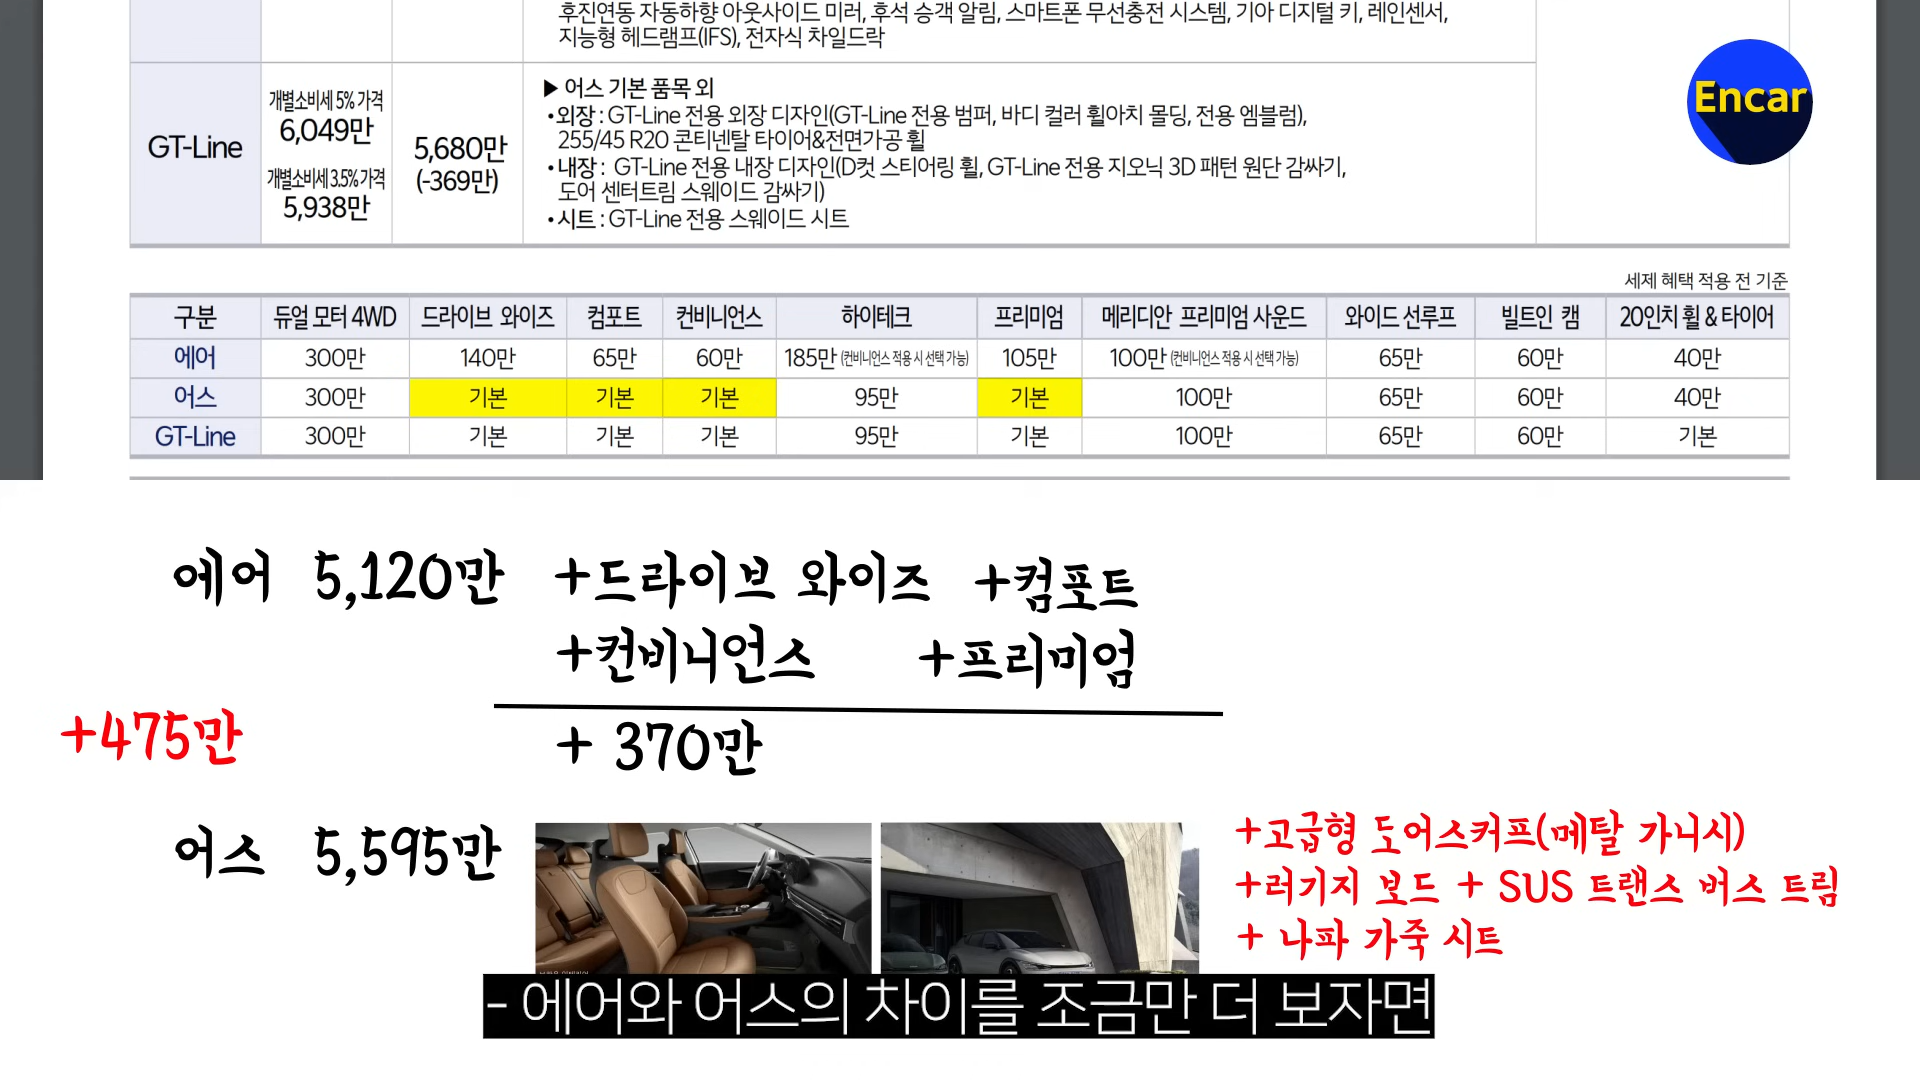 후진연동 자동하향 아웃사이드 미러, 후석 승객 알림, 스마트폰 무선충전 시스템, 기아 디지털 키, 레인센서,
지능형 헤드램프(IFS), 전자식 차일드락
Encar
GT-Line
개별소비세 5% 가격
6,049만
개별소비세 3.5% 가격
5,938만
5,680만
(-369만)
▶ 어스 기본 품목 외
•외장 : GT-Line 전용 외장 디자인(GT-Line 전용 범퍼, 바디 컬러 휠아치 몰딩, 전용 엠블럼),
255/45 R20 콘티넨탈 타이어&전면가공 휠
•내장 : GT-Line 전용 내장 디자인(D컷 스티어링 휠, GT-Line 전용 지오닉 3D 패턴 원단 감싸기,
도어 센터트림 스웨이드 감싸기)
•시트 : GT-Line 전용 스웨이드 시트
세제 혜택 적용 전 기준
구분 듀얼 모터 4WD 드라이브 와이즈 컴포트 컨비니언스 하이테크 프리미엄 메리디안 프리미엄 사운드 와이드 선루프 빌트인 캠 20인치 휠 & 타이어
에어 300만 140만 65만 60만 185만 (컨비니언스 적용 시 선택 가능) 105만 100만 (컨비니언스 적용 시 선택 가능) 65만 60만 40만
어스 300만 기본 기본 기본 95만 기본 100만 65만 60만 40만
GT-Line 300만 기본 기본 기본 95만 기본 100만 65만 60만 기본
에어 5,120만 +드라이브 와이즈 +컴포트
+컨비니언스 +프리미엄
+475만
+ 370만
어스 5,595만
+고급형 도어스커프(메탈 가니시)
+러기지 보드 + SUS 트랜스 버스 트림
+ 나파 가죽 시트
- 에어와 어스의 차이를 조금만 더 보자면